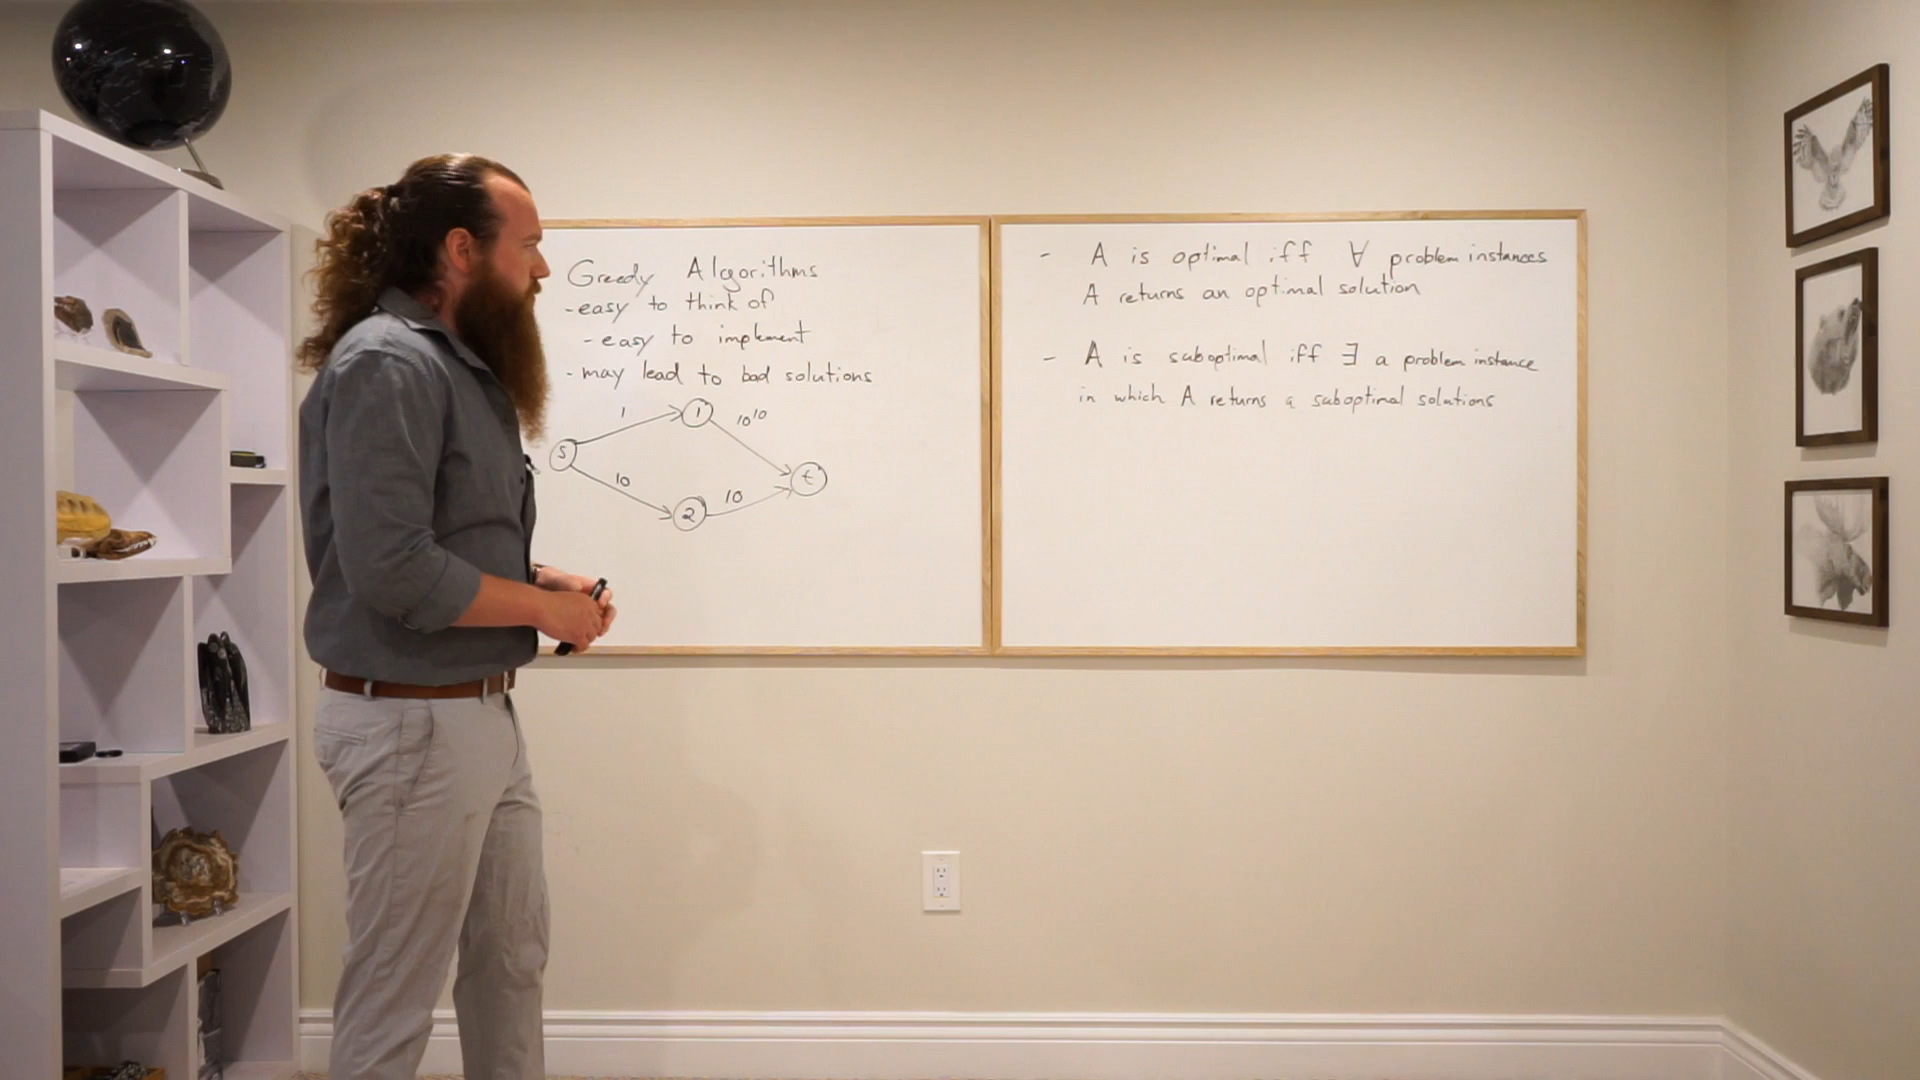 Greedy Algorithms
-easy to think of
- easy to implement
- may lead to bad solutions
1
1
10¹⁰
S
t
10
10
2
- A is optimal iff ∀ problem instances
A returns an optimal solution
- A is suboptimal iff ∃ a problem instance
in which A returns a suboptimal solutions